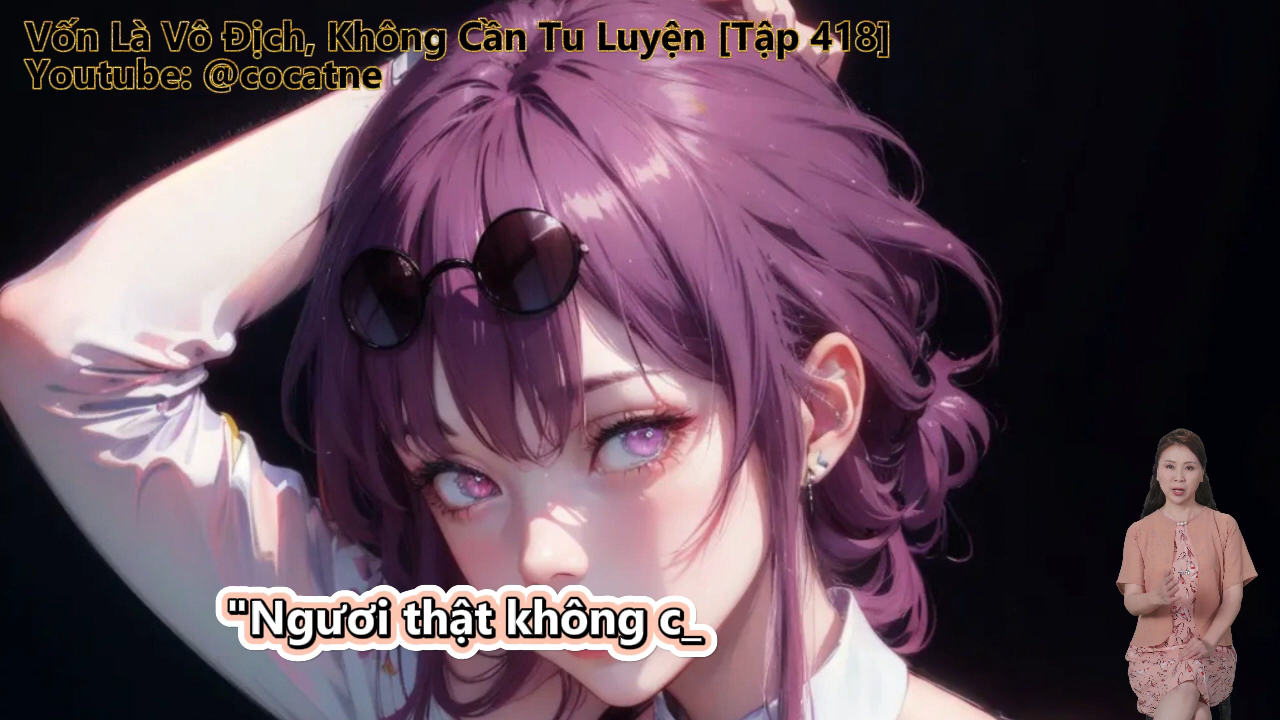 Vốn Là Vô Địch, Không Cần Tu Luyện [Tập 418]
Youtube: @cocatne
"Ngươi thật không c_